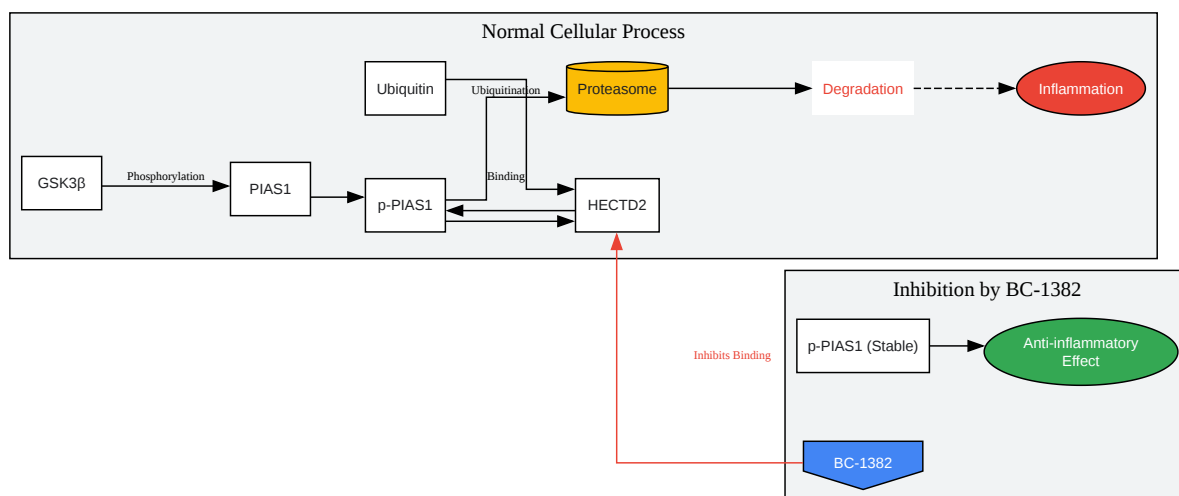 Normal Cellular Process
Ubiquitin
Ubiquitination
Proteasome
Degradation
Inflammation
GSK3β
Phosphorylation
PIAS1
p-PIAS1
Binding
HECTD2
Inhibition by BC-1382
Inhibits Binding
p-PIAS1 (Stable)
Anti-inflammatory
Effect
BC-1382